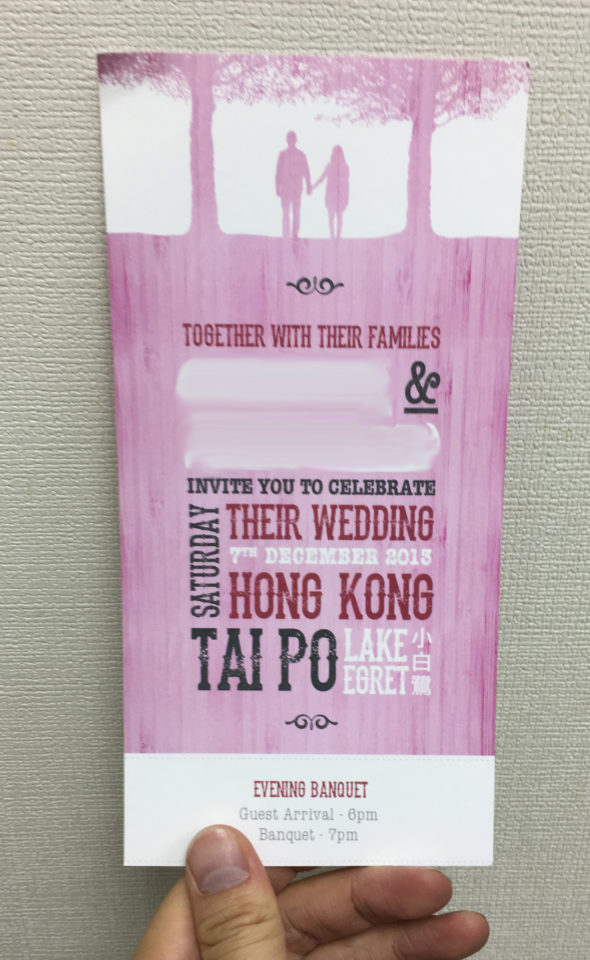 TOGETHER WITH THEIR FAMILIES
&
INVITE YOU TO CELEBRATE
SATURDAY
THEIR WEDDING
7TH DECEMBER 2013
HONG KONG
TAI PO
LAKE
EGRET
小白鷺
EVENING BANQUET
Guest Arrival - 6pm
Banquet - 7pm